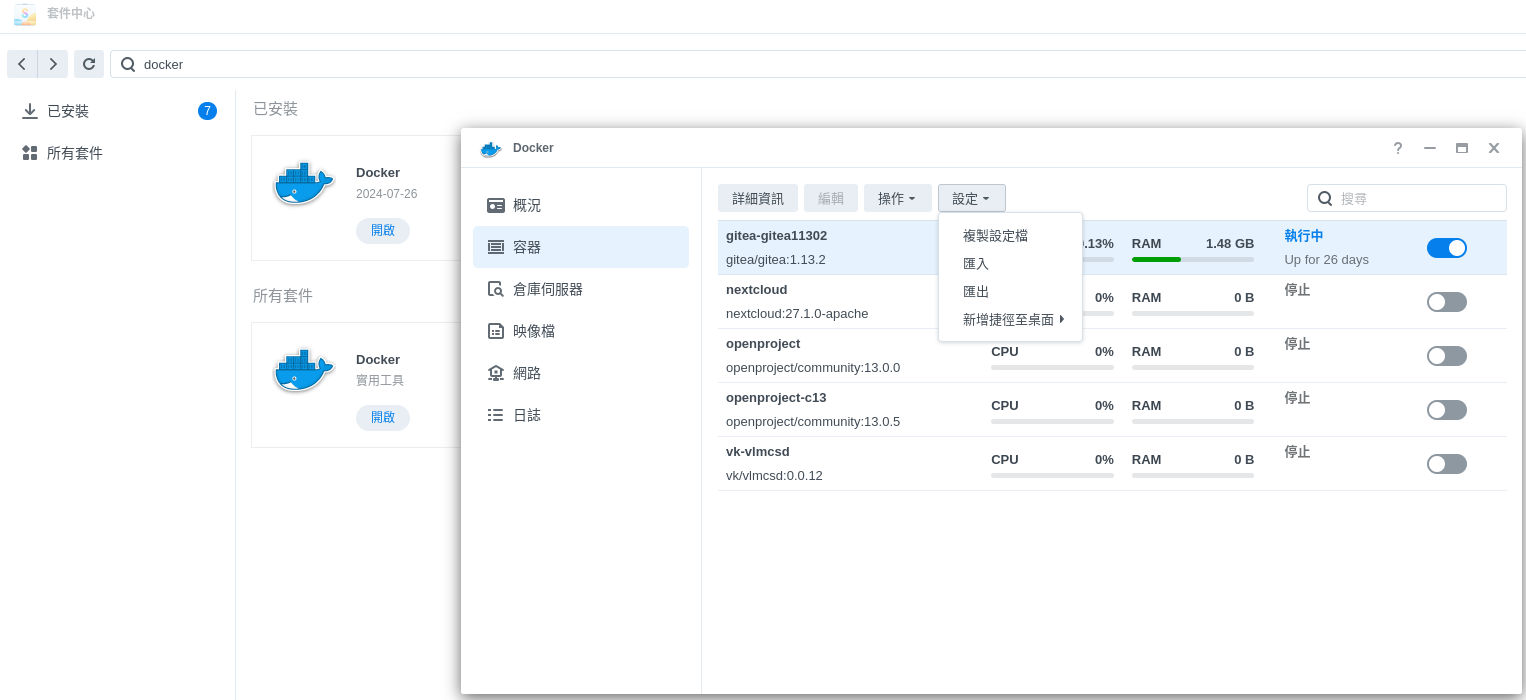 套件中心
docker
已安裝
7
所有套件
已安裝
Docker
2024-07-26
開啟
所有套件
Docker
實用工具
開啟
Docker
?
概況
容器
倉庫伺服器
映像檔
網路
日誌
詳細資訊 編輯 操作 設定
搜尋
複製設定檔
匯入
匯出
新增捷徑至桌面
gitea-gitea11302
gitea/gitea:1.13.2
.13%
RAM 1.48 GB
執行中
Up for 26 days
nextcloud
nextcloud:27.1.0-apache
0%
RAM 0 B
停止
openproject
openproject/community:13.0.0
CPU 0%
RAM 0 B
停止
openproject-c13
openproject/community:13.0.5
CPU 0%
RAM 0 B
停止
vk-vlmcsd
vk/vlmcsd:0.0.12
CPU 0%
RAM 0 B
停止